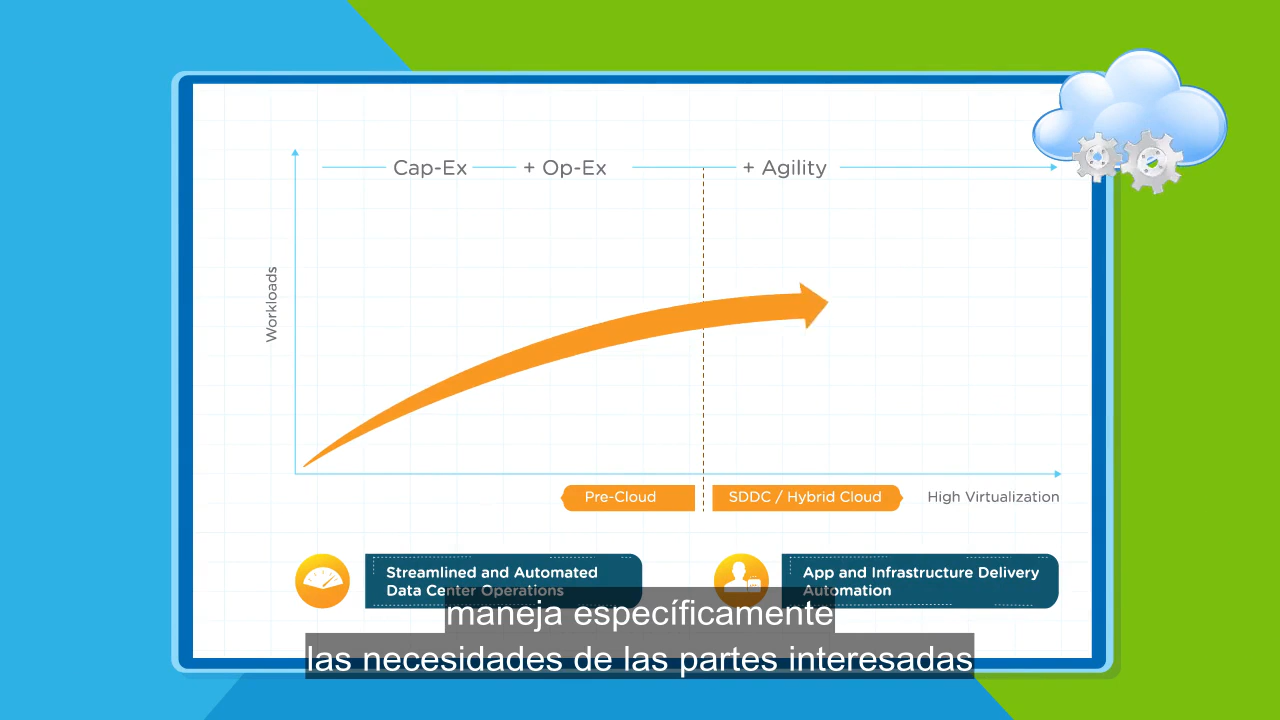 Cap-Ex
+ Op-Ex
+ Agility
Workloads
Pre-Cloud
SDDC / Hybrid Cloud
High Virtualization
Streamlined and Automated
Data Center Operations
App and Infrastructure Delivery
Automation
maneja específicamente
las necesidades de las partes interesadas